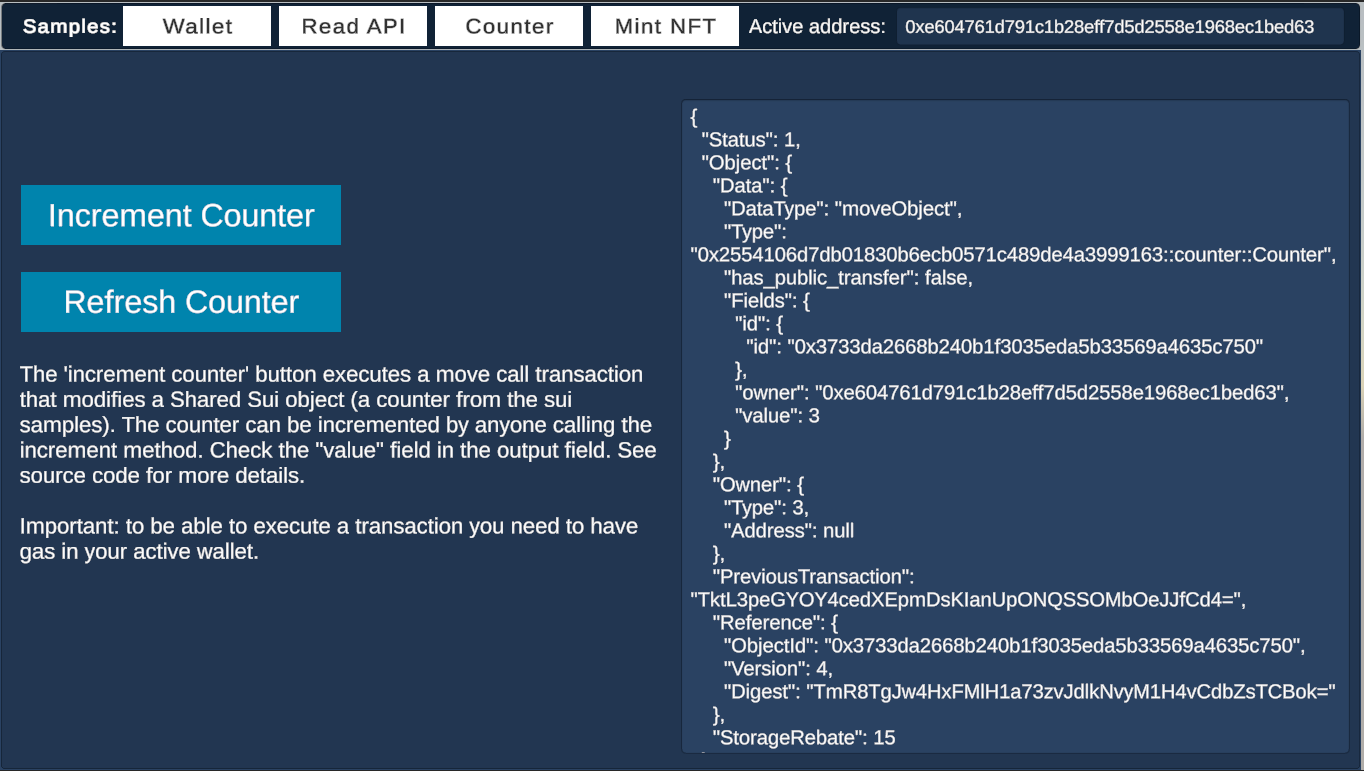 Samples: Wallet Read API Counter Mint NFT Active address: 0xe604761d791c1b28eff7d5d2558e1968ec1bed63
Increment Counter
Refresh Counter
The 'increment counter' button executes a move call transaction
that modifies a Shared Sui object (a counter from the sui
samples). The counter can be incremented by anyone calling the
increment method. Check the "value" field in the output field. See
source code for more details.
Important: to be able to execute a transaction you need to have
gas in your active wallet.
{
"Status": 1,
"Object": {
"Data": {
"DataType": "moveObject",
"Type":
"0x2554106d7db01830b6ecb0571c489de4a3999163::counter::Counter",
"has_public_transfer": false,
"Fields": {
"id": {
"id": "0x3733da2668b240b1f3035eda5b33569a4635c750"
},
"owner": "0xe604761d791c1b28eff7d5d2558e1968ec1bed63",
"value": 3
}
},
"Owner": {
"Type": 3,
"Address": null
},
"PreviousTransaction":
"TktL3peGYOY4cedXEpmDsKIanUpONQSSOMbOeJJfCd4=",
"Reference": {
"ObjectId": "0x3733da2668b240b1f3035eda5b33569a4635c750",
"Version": 4,
"Digest": "TmR8TgJw4HxFMlH1a73zvJdlkNvyM1H4vCdbZsTCBok="
},
"StorageRebate": 15